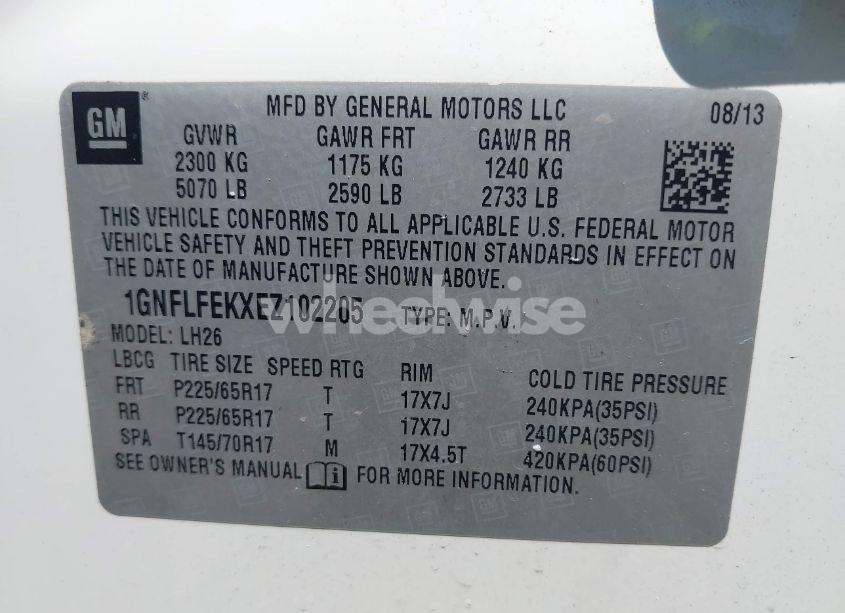 GM ® MFD BY GENERAL MOTORS LLC 08/13
GVWR GAWR FRT GAWR RR
2300 KG 1175 KG 1240 KG
5070 LB 2590 LB 2733 LB
THIS VEHICLE CONFORMS TO ALL APPLICABLE U.S. FEDERAL MOTOR
VEHICLE SAFETY AND THEFT PREVENTION STANDARDS IN EFFECT ON
THE DATE OF MANUFACTURE SHOWN ABOVE.
1GNFLFEKXEZ102205 TYPE: M.P.V.
wheelwise
MODEL: LH26
LBCG TIRE SIZE SPEED RTG RIM COLD TIRE PRESSURE
FRT P225/65R17 T 17X7J 240KPA(35PSI)
RR P225/65R17 T 17X7J 240KPA(35PSI)
SPA T145/70R17 M 17X4.5T 420KPA(60PSI)
SEE OWNER'S MANUAL FOR MORE INFORMATION.